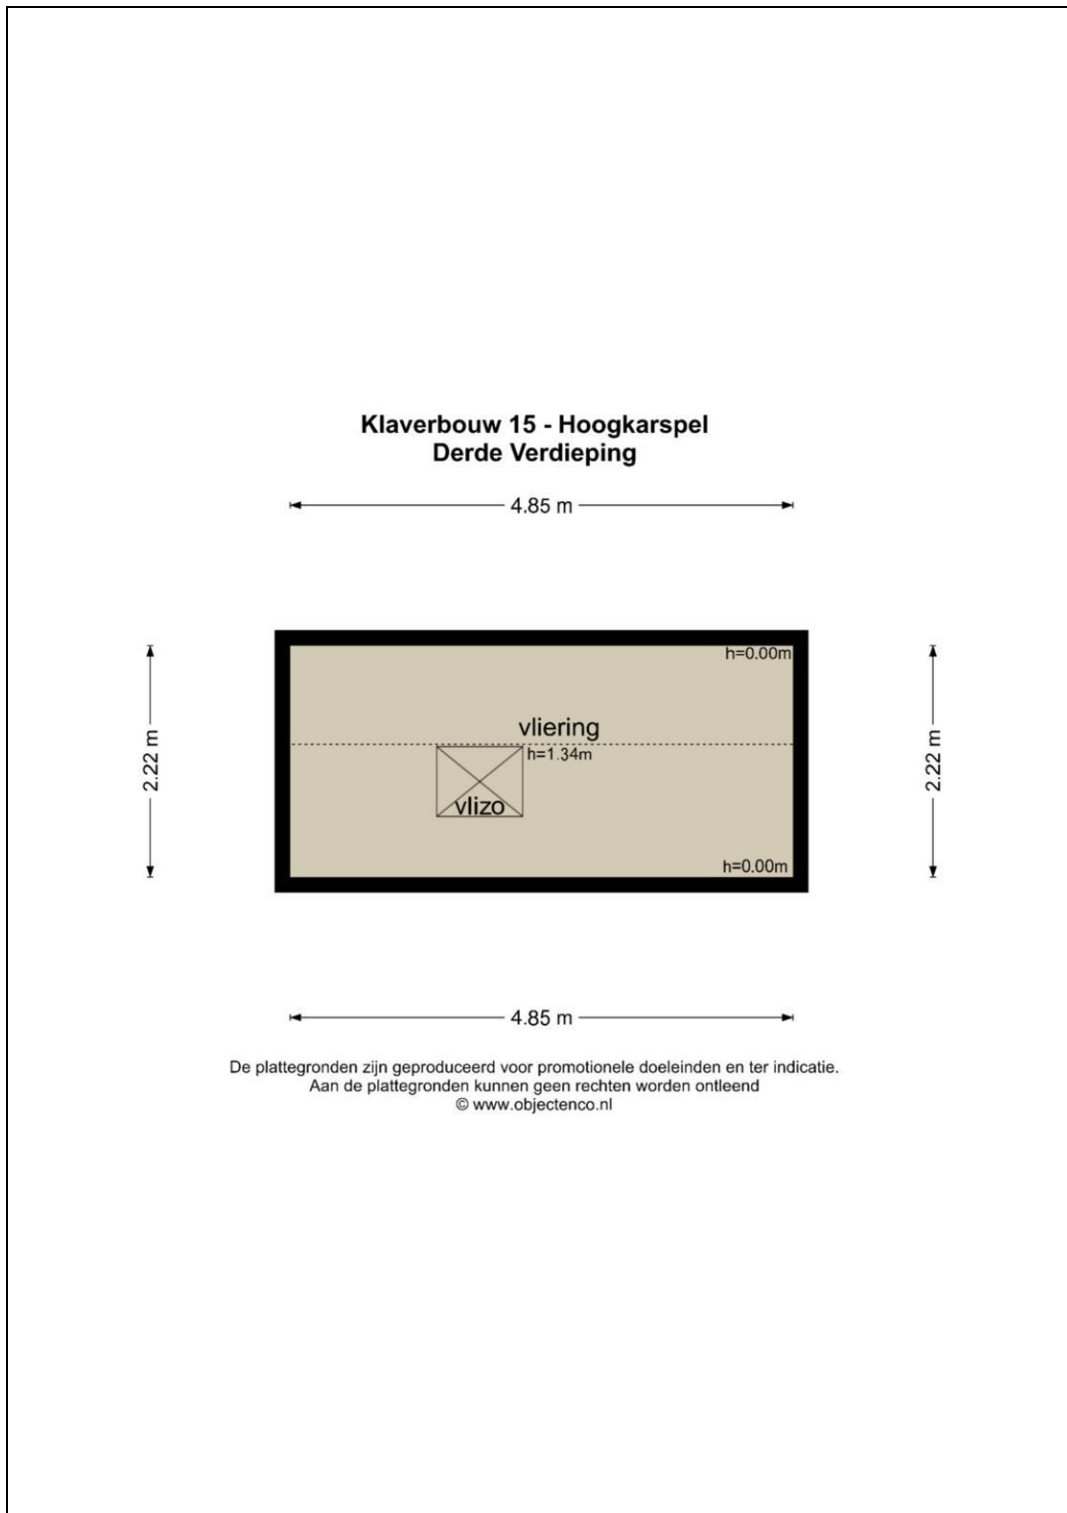 Klaverbouw 15 - Hoogkarspel
Derde Verdieping
4.85 m
h=0.00m
vliering
h=1.34m
2.22 m
2.22 m
vlizo
h=0.00m
4.85 m
De plattegronden zijn geproduceerd voor promotionele doeleinden en ter indicatie.
Aan de plattegronden kunnen geen rechten worden ontleend
© www.objectenco.nl